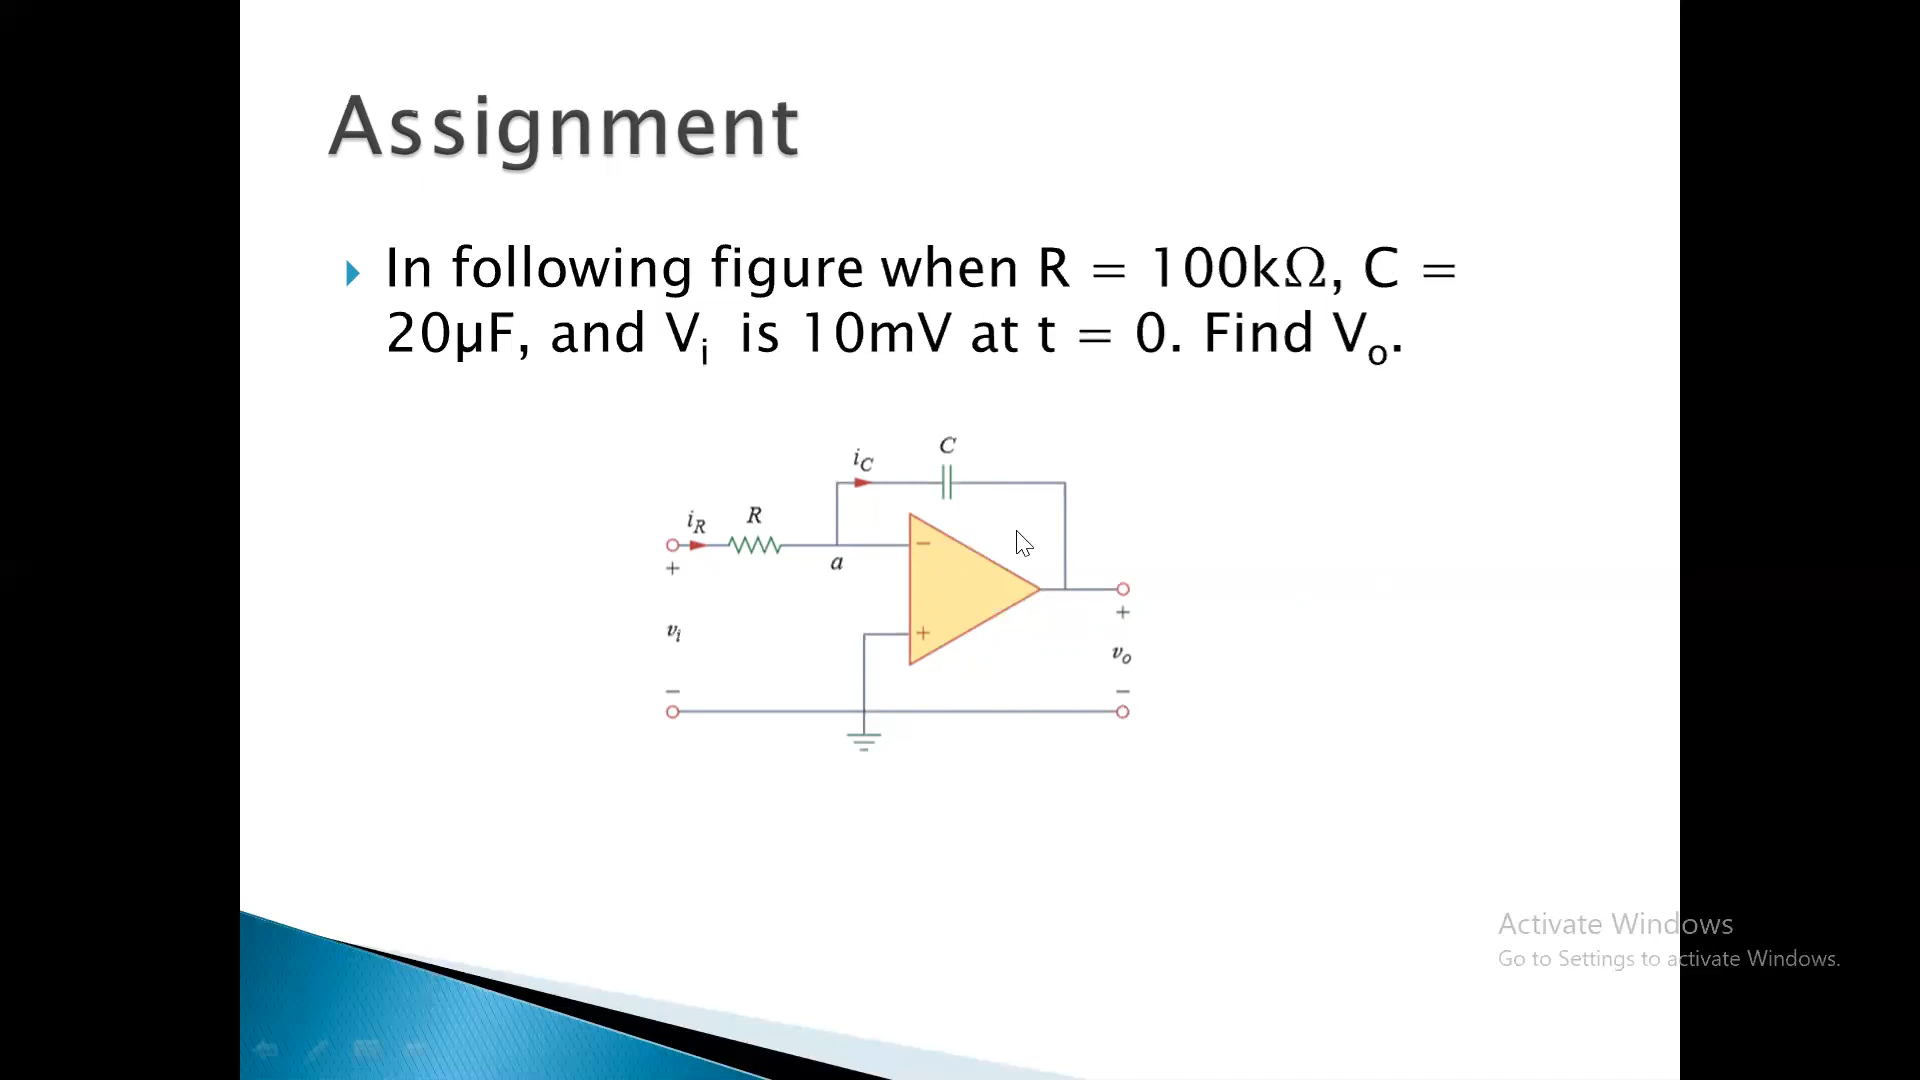 Assignment
In following figure when R = 100kΩ, C =
20µF, and Vi is 10mV at t = 0. Find Vo.
C
iC
iR
R
a
−
+
+
vi
−
+
vo
−
Activate Windows
Go to Settings to activate Windows.